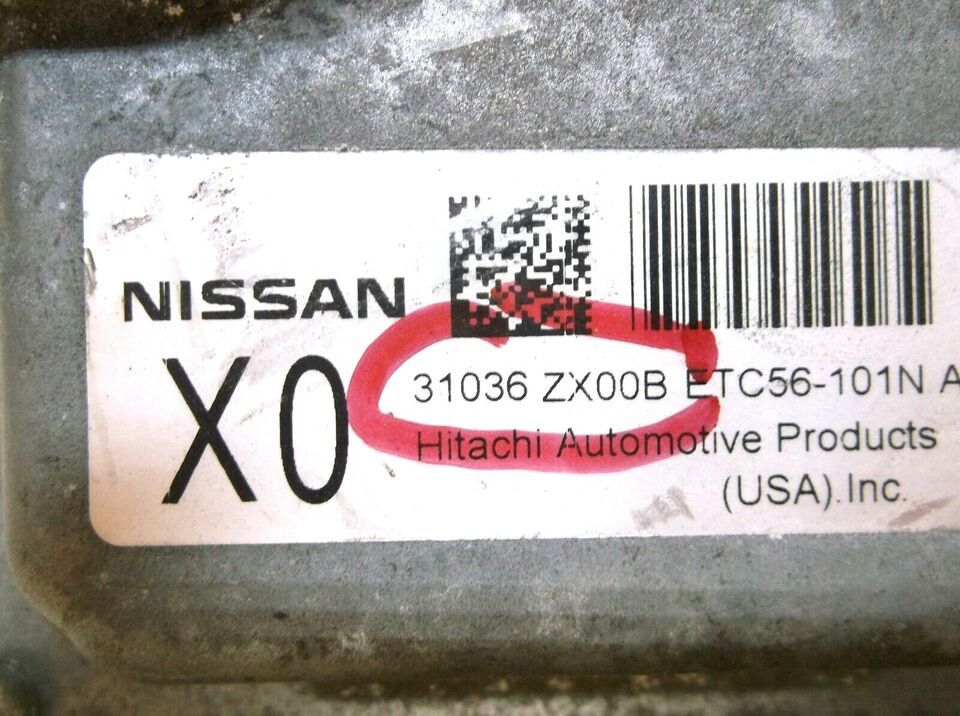 NISSAN
X0
31036 ZX00B ETC56-101N A
Hitachi Automotive Products
(USA).Inc.